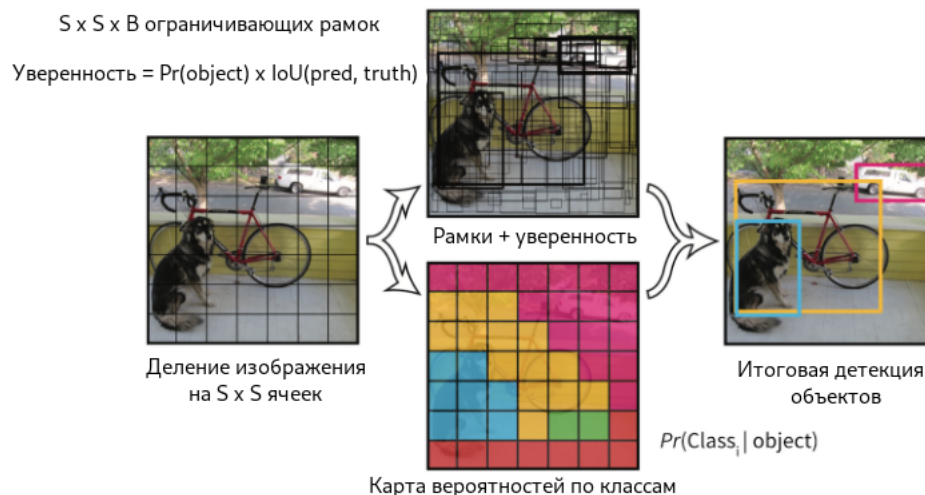 S x S x B ограничивающих рамок
Уверенность = Pr(object) x IoU(pred, truth)
Рамки + уверенность
Деление изображения
на S x S ячеек
Итоговая детекция
объектов
Pr(Class_i | object)
Карта вероятностей по классам